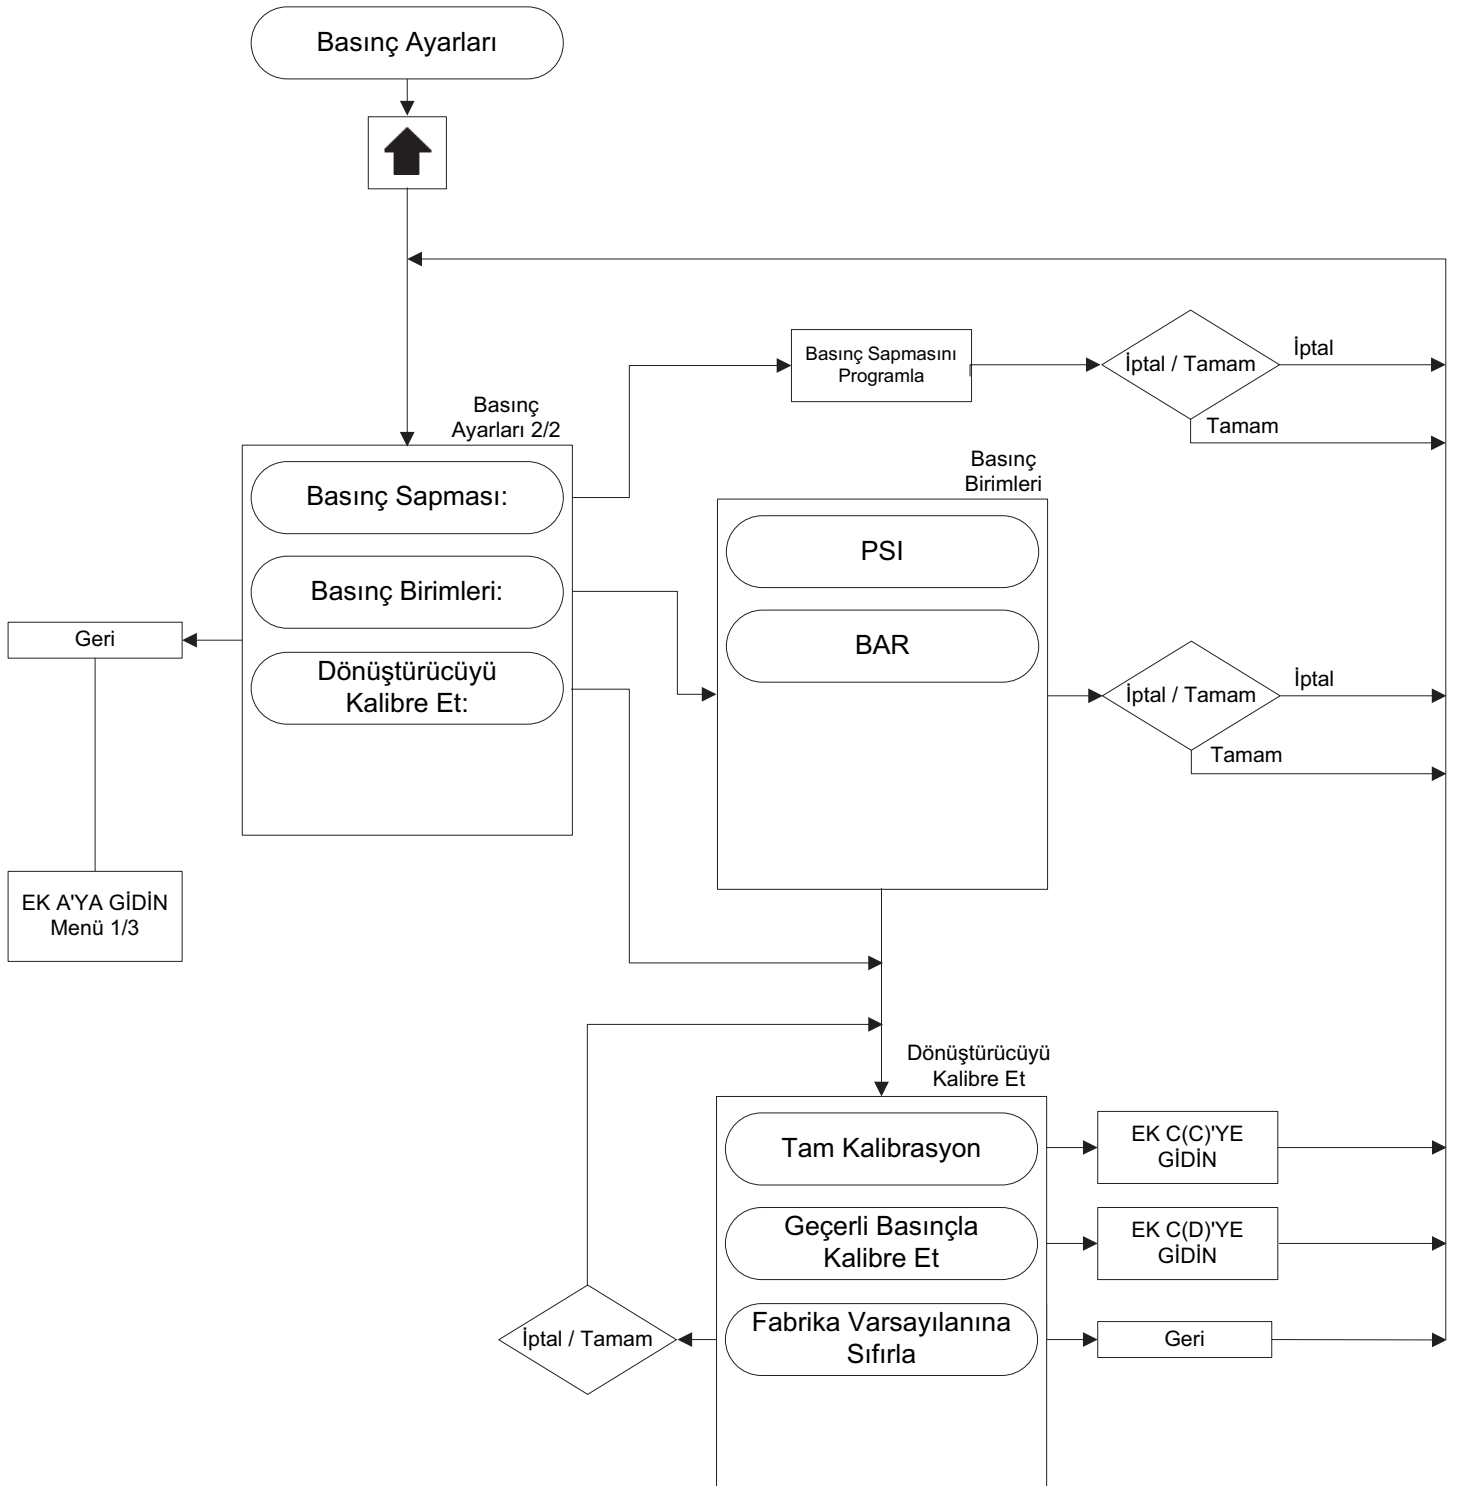 Basınç Ayarları
Basınç Sapmasını
Programla
İptal / Tamam
İptal
Tamam
Basınç
Ayarları 2/2
Basınç Sapması:
Basınç Birimleri:
Dönüştürücüyü
Kalibre Et:
Basınç
Birimleri
PSI
BAR
İptal / Tamam
İptal
Tamam
Geri
EK A'YA GİDİN
Menü 1/3
Dönüştürücüyü
Kalibre Et
Tam Kalibrasyon
EK C(C)'YE
GİDİN
Geçerli Basınçla
Kalibre Et
EK C(D)'YE
GİDİN
Fabrika Varsayılanına
Sıfırla
Geri
İptal / Tamam